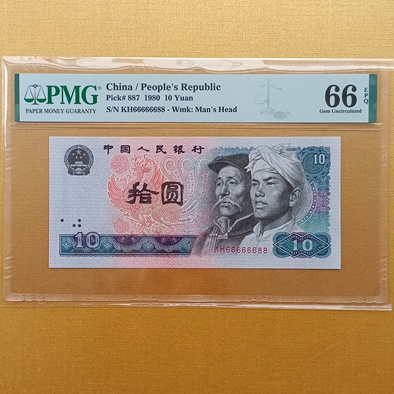 PMG
PAPER MONEY GUARANTY
China / People's Republic
Pick# 887 1980 10 Yuan
S/N KH66666688 - Wmk: Man's Head
66 EPQ
Gem Uncirculated
中国人民银行
10
拾圆
KH66666688
10
10